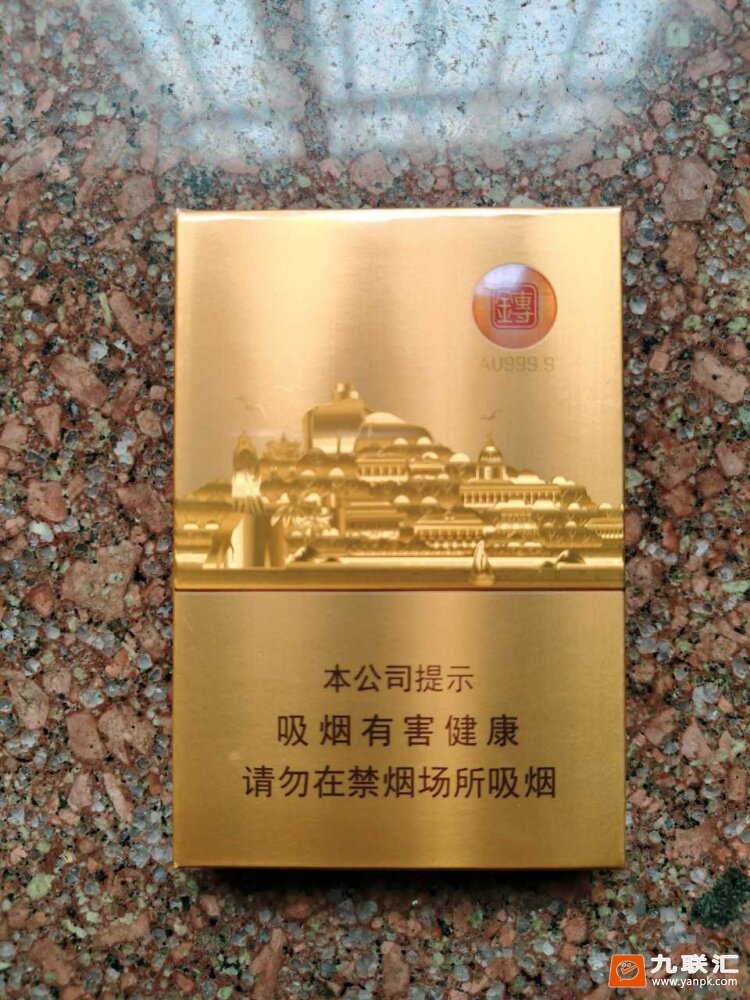 鏄
AU999.9
本公司提示
吸烟有害健康
请勿在禁烟场所吸烟
九联汇
www.yanpk.com